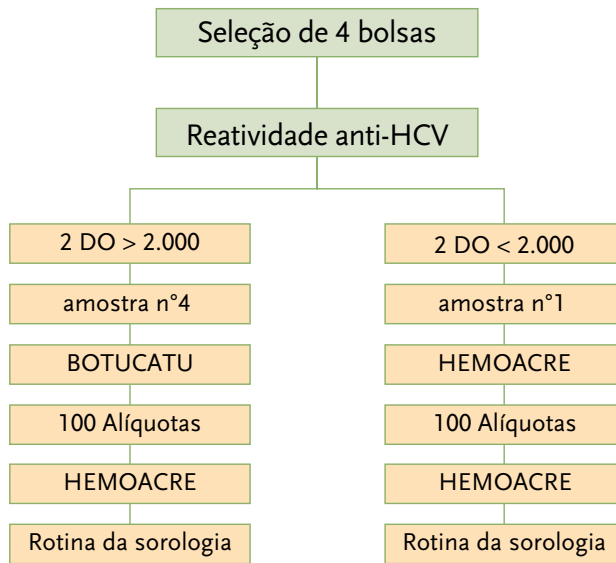 Seleção de 4 bolsas
Reatividade anti-HCV
2 DO > 2.000
amostra n°4
BOTUCATU
100 Alíquotas
HEMOACRE
Rotina da sorologia
2 DO < 2.000
amostra n°1
HEMOACRE
100 Alíquotas
HEMOACRE
Rotina da sorologia